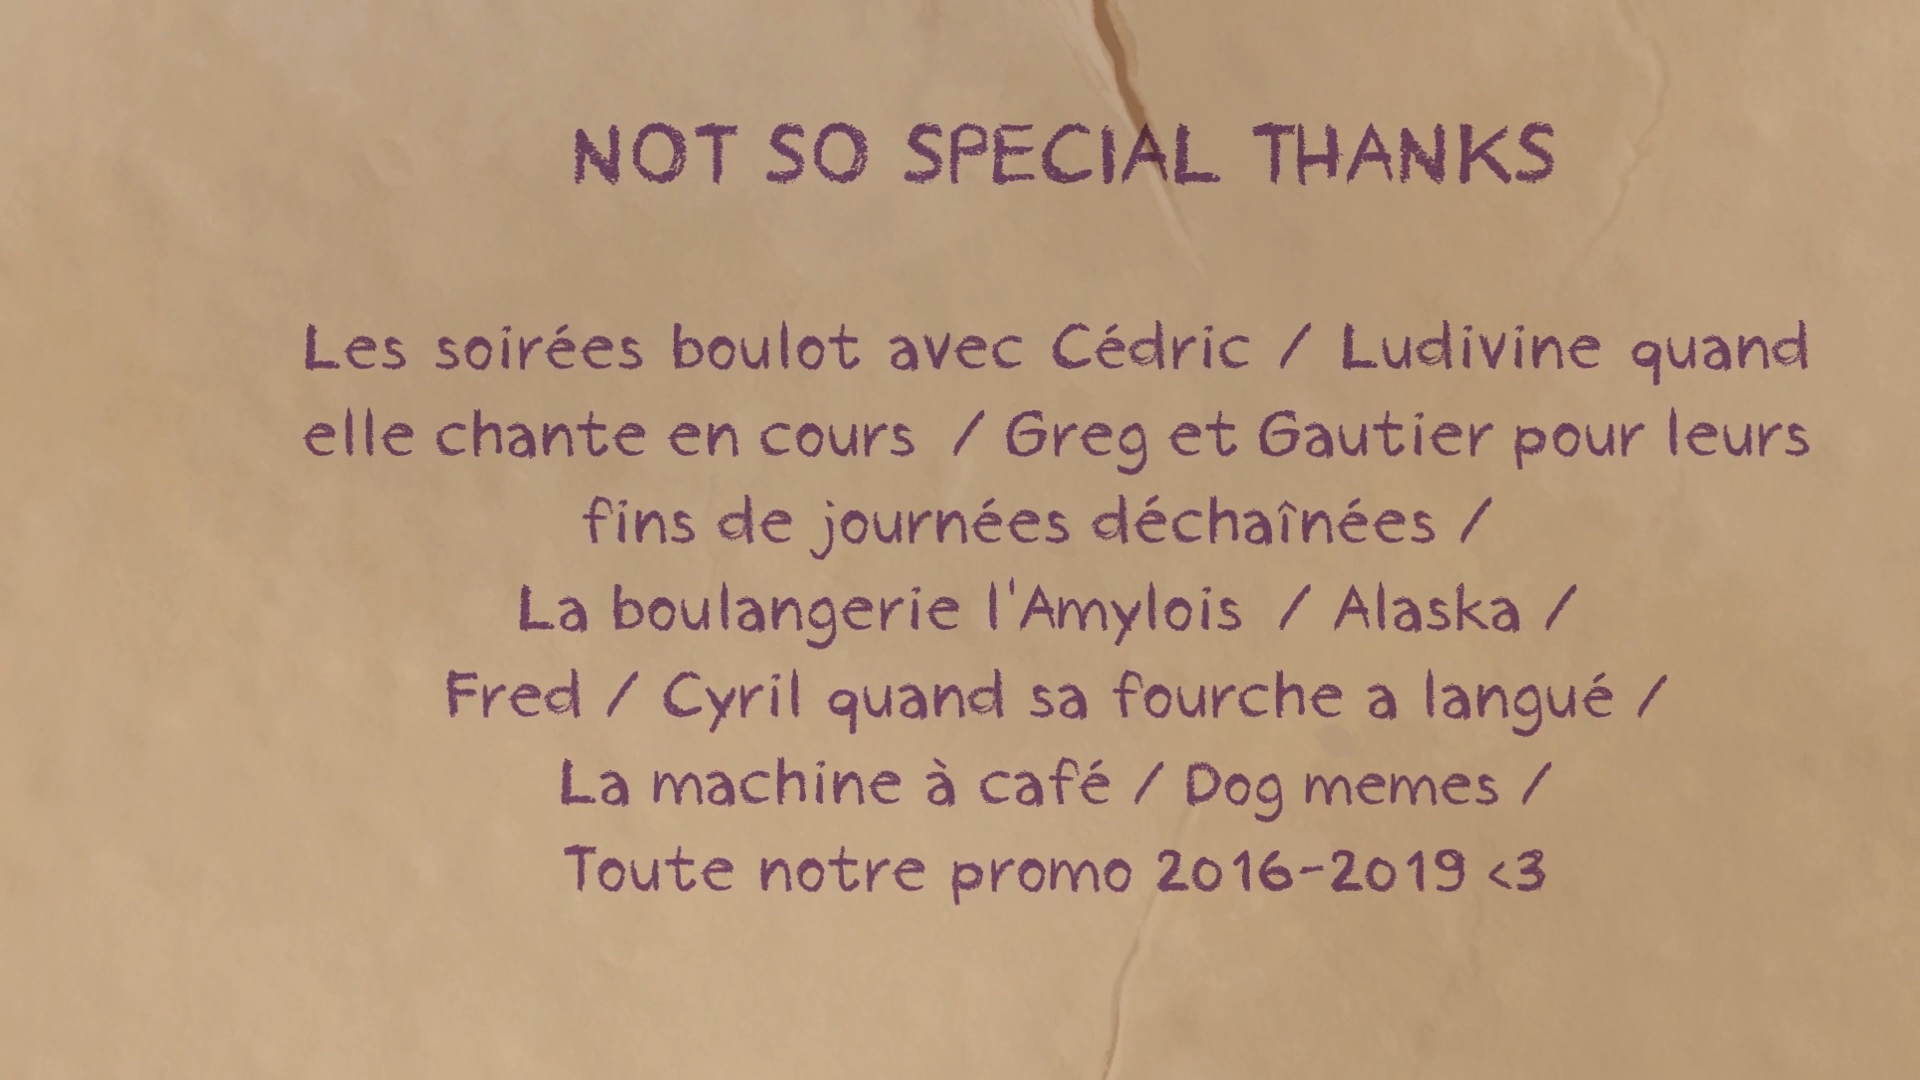 NOT SO SPECIAL THANKS
Les soirées boulot avec Cédric / Ludivine quand
elle chante en cours / Greg et Gautier pour leurs
fins de journées déchaînées /
La boulangerie l'Amylois / Alaska /
Fred / Cyril quand sa fourche a langué /
La machine à café / Dog memes /
Toute notre promo 2016-2019 <3